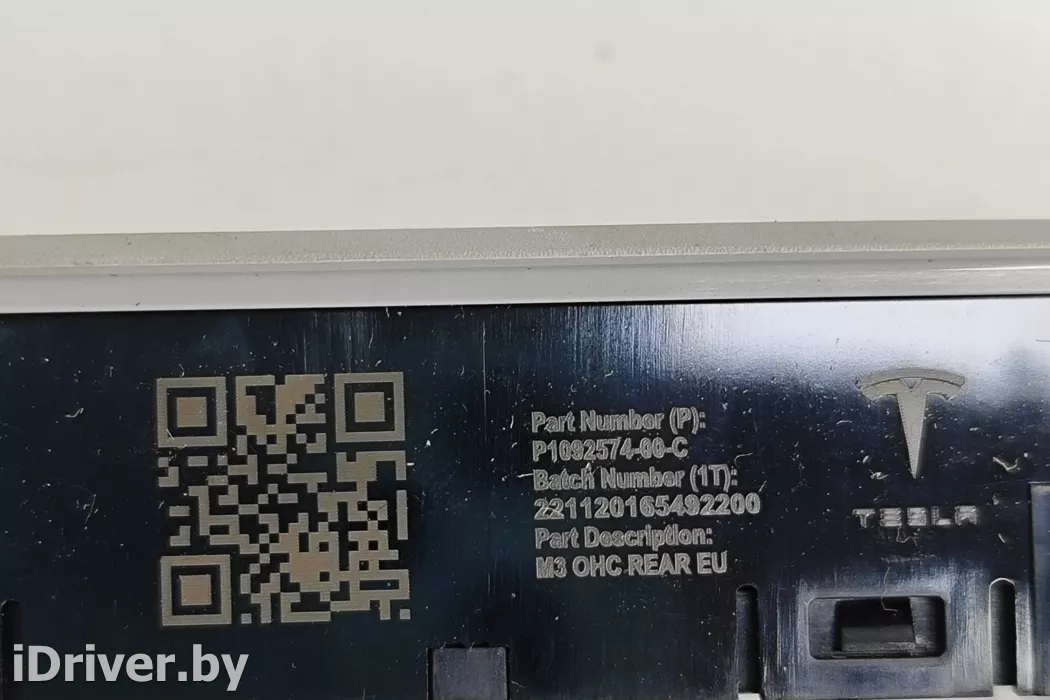 Part Number (P):
P1092574-00-C
Batch Number (1T):
221120165492200
Part Description:
M3 OHC REAR EU
TESLA
iDriver.by